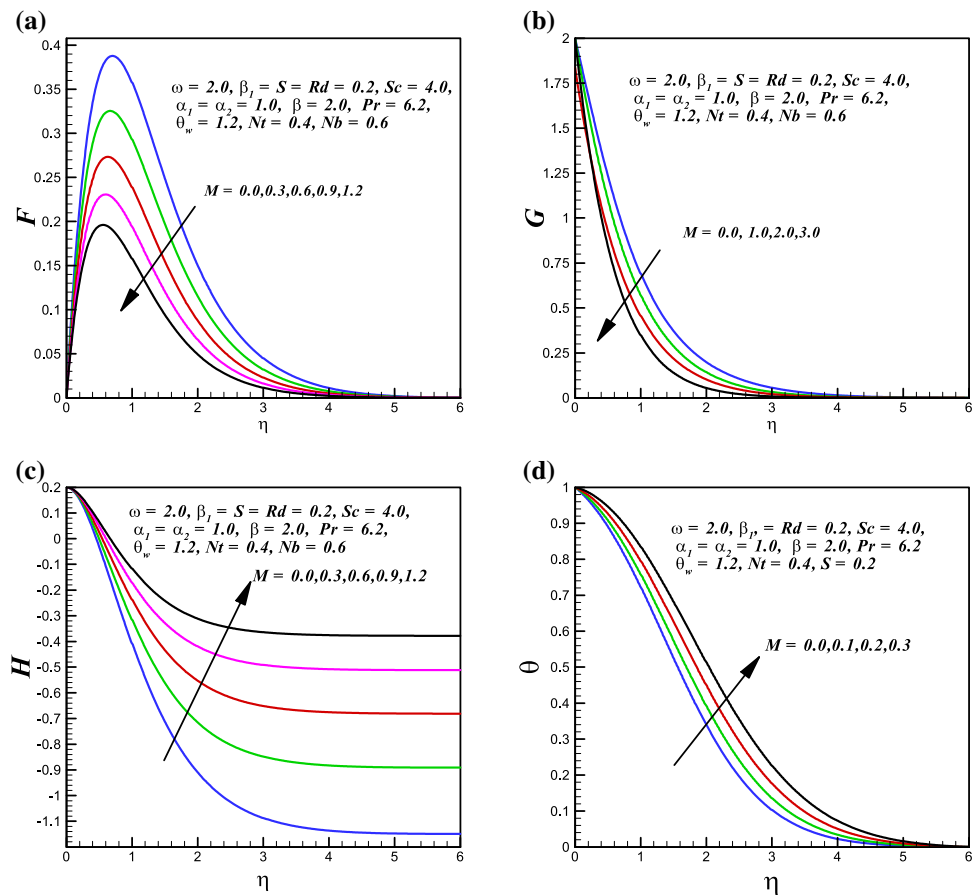 (a)
0.4
0.35
0.3
0.25
0.2
0.15
0.1
0.05
0
F
ω = 2.0, β₁ = S = Rd = 0.2, Sc = 4.0,
α₁ = α₂ = 1.0, β = 2.0, Pr = 6.2,
θw = 1.2, Nt = 0.4, Nb = 0.6
M = 0.0,0.3,0.6,0.9,1.2
0 1 2 3 4 5 6
η
(b)
2
1.75
1.5
1.25
1
0.75
0.5
0.25
0
G
ω = 2.0, β₁ = S = Rd = 0.2, Sc = 4.0,
α₁ = α₂ = 1.0, β = 2.0, Pr = 6.2,
θw = 1.2, Nt = 0.4, Nb = 0.6
M = 0.0, 1.0,2.0,3.0
0 1 2 3 4 5 6
η
(c)
0.2
0.1
0
-0.1
-0.2
-0.3
-0.4
-0.5
-0.6
-0.7
-0.8
-0.9
-1
-1.1
H
ω = 2.0, β₁ = S = Rd = 0.2, Sc = 4.0,
α₁ = α₂ = 1.0, β = 2.0, Pr = 6.2,
θw = 1.2, Nt = 0.4, Nb = 0.6
M = 0.0,0.3,0.6,0.9,1.2
0 1 2 3 4 5 6
η
(d)
1
0.9
0.8
0.7
0.6
0.5
0.4
0.3
0.2
0.1
0
θ
ω = 2.0, β₁, Rd = 0.2, Sc = 4.0,
α₁ = α₂ = 1.0, β = 2.0, Pr = 6.2
θw = 1.2, Nt = 0.4, S = 0.2
M = 0.0,0.1,0.2,0.3
0 1 2 3 4 5 6
η